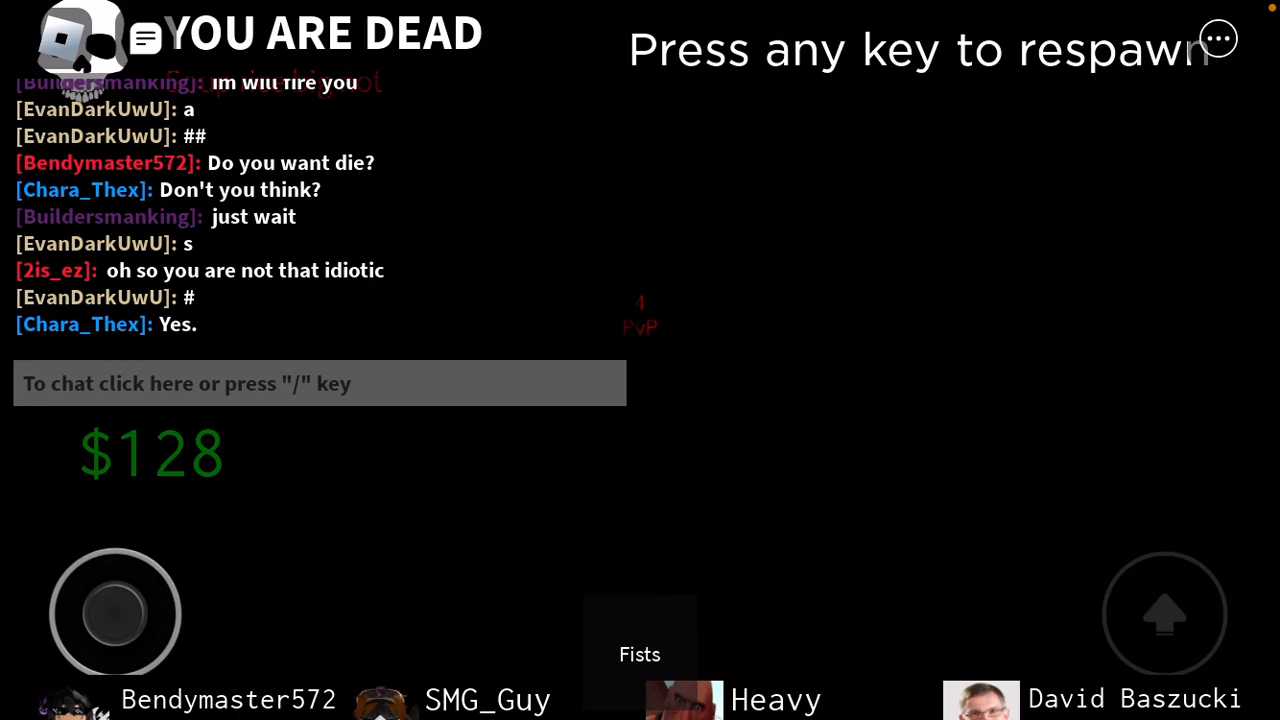 YOU ARE DEAD
Press any key to respawn
[Buildersmanking]: im will fire you
[EvanDarkUwU]: a
[EvanDarkUwU]: ##
[Bendymaster572]: Do you want die?
[Chara_Thex]: Don't you think?
[Buildersmanking]: just wait
[EvanDarkUwU]: s
[2is_ez]: oh so you are not that idiotic
[EvanDarkUwU]: #
[Chara_Thex]: Yes.
4
PvP
To chat click here or press "/" key
$128
Fists
Bendymaster572
SMG_Guy
Heavy
David Baszucki